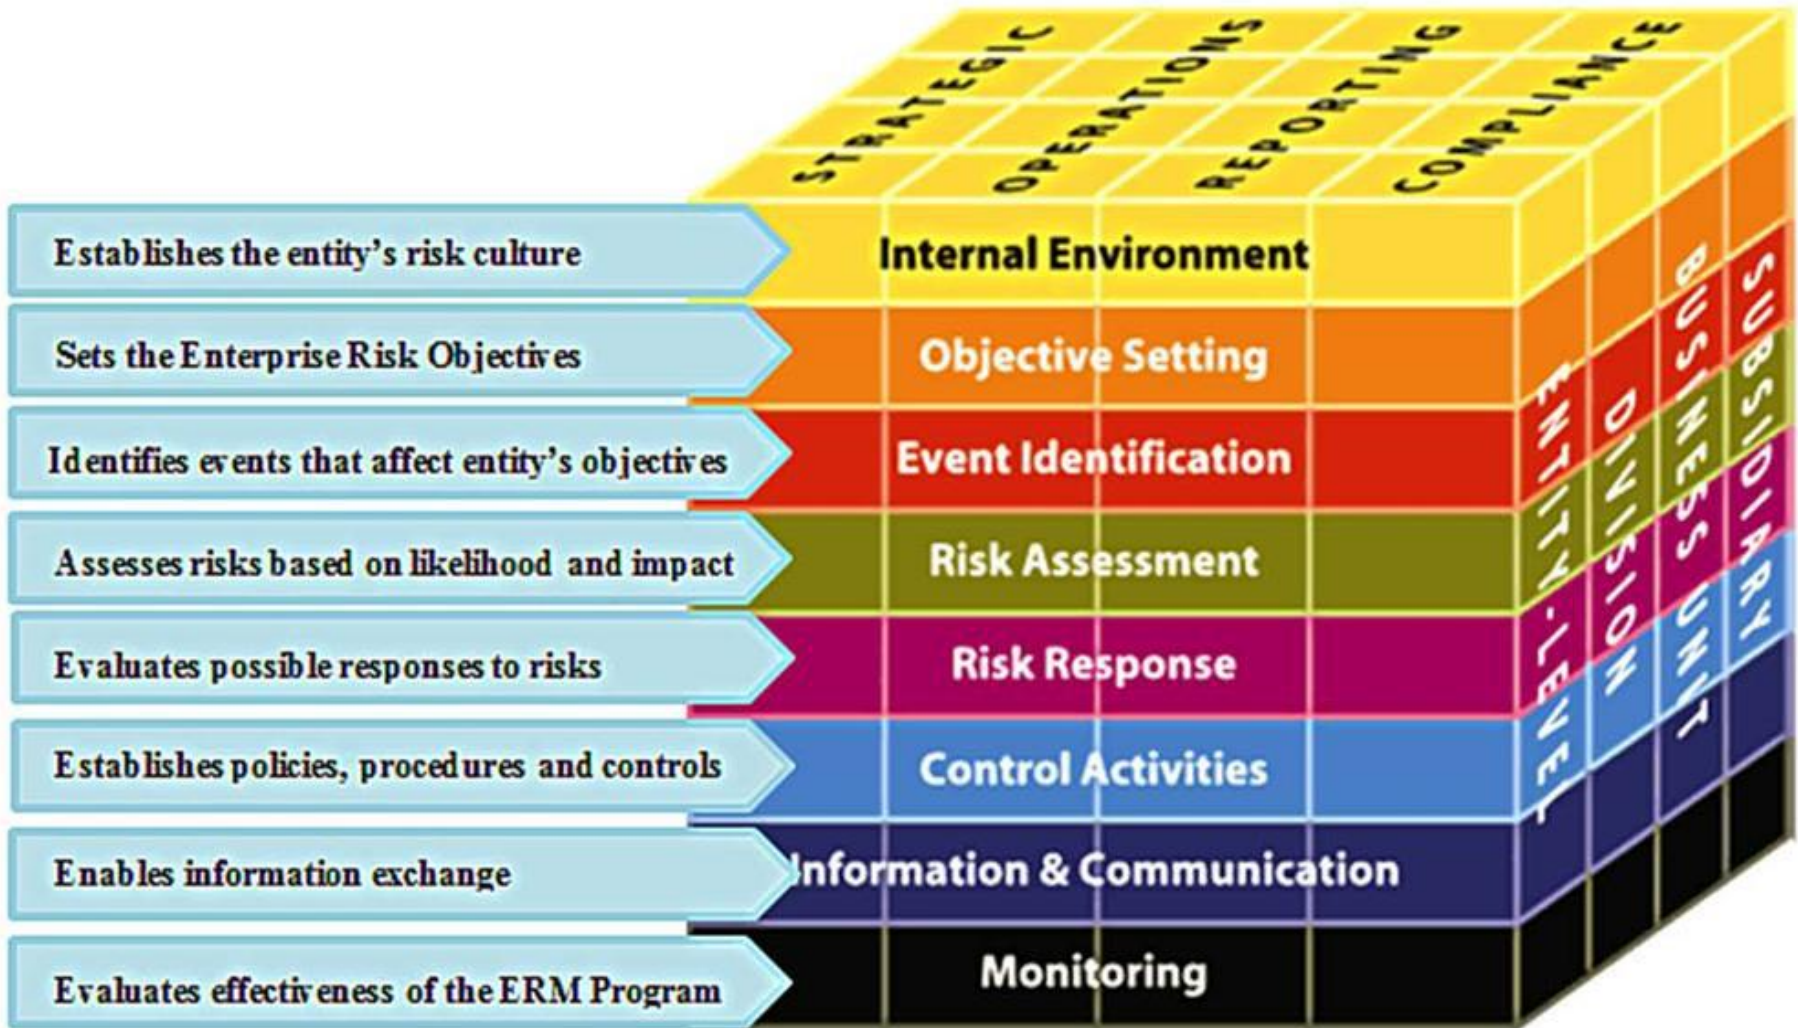 STRATEGIC
OPERATIONS
REPORTING
COMPLIANCE
Establishes the entity's risk culture
Internal Environment
Sets the Enterprise Risk Objectives
Objective Setting
Identifies events that affect entity's objectives
Event Identification
Assesses risks based on likelihood and impact
Risk Assessment
Evaluates possible responses to risks
Risk Response
Establishes policies, procedures and controls
Control Activities
Enables information exchange
Information & Communication
Evaluates effectiveness of the ERM Program
Monitoring
ENTITY-LEVEL
DIVISION
BUSINESS UNIT
SUBSIDIARY